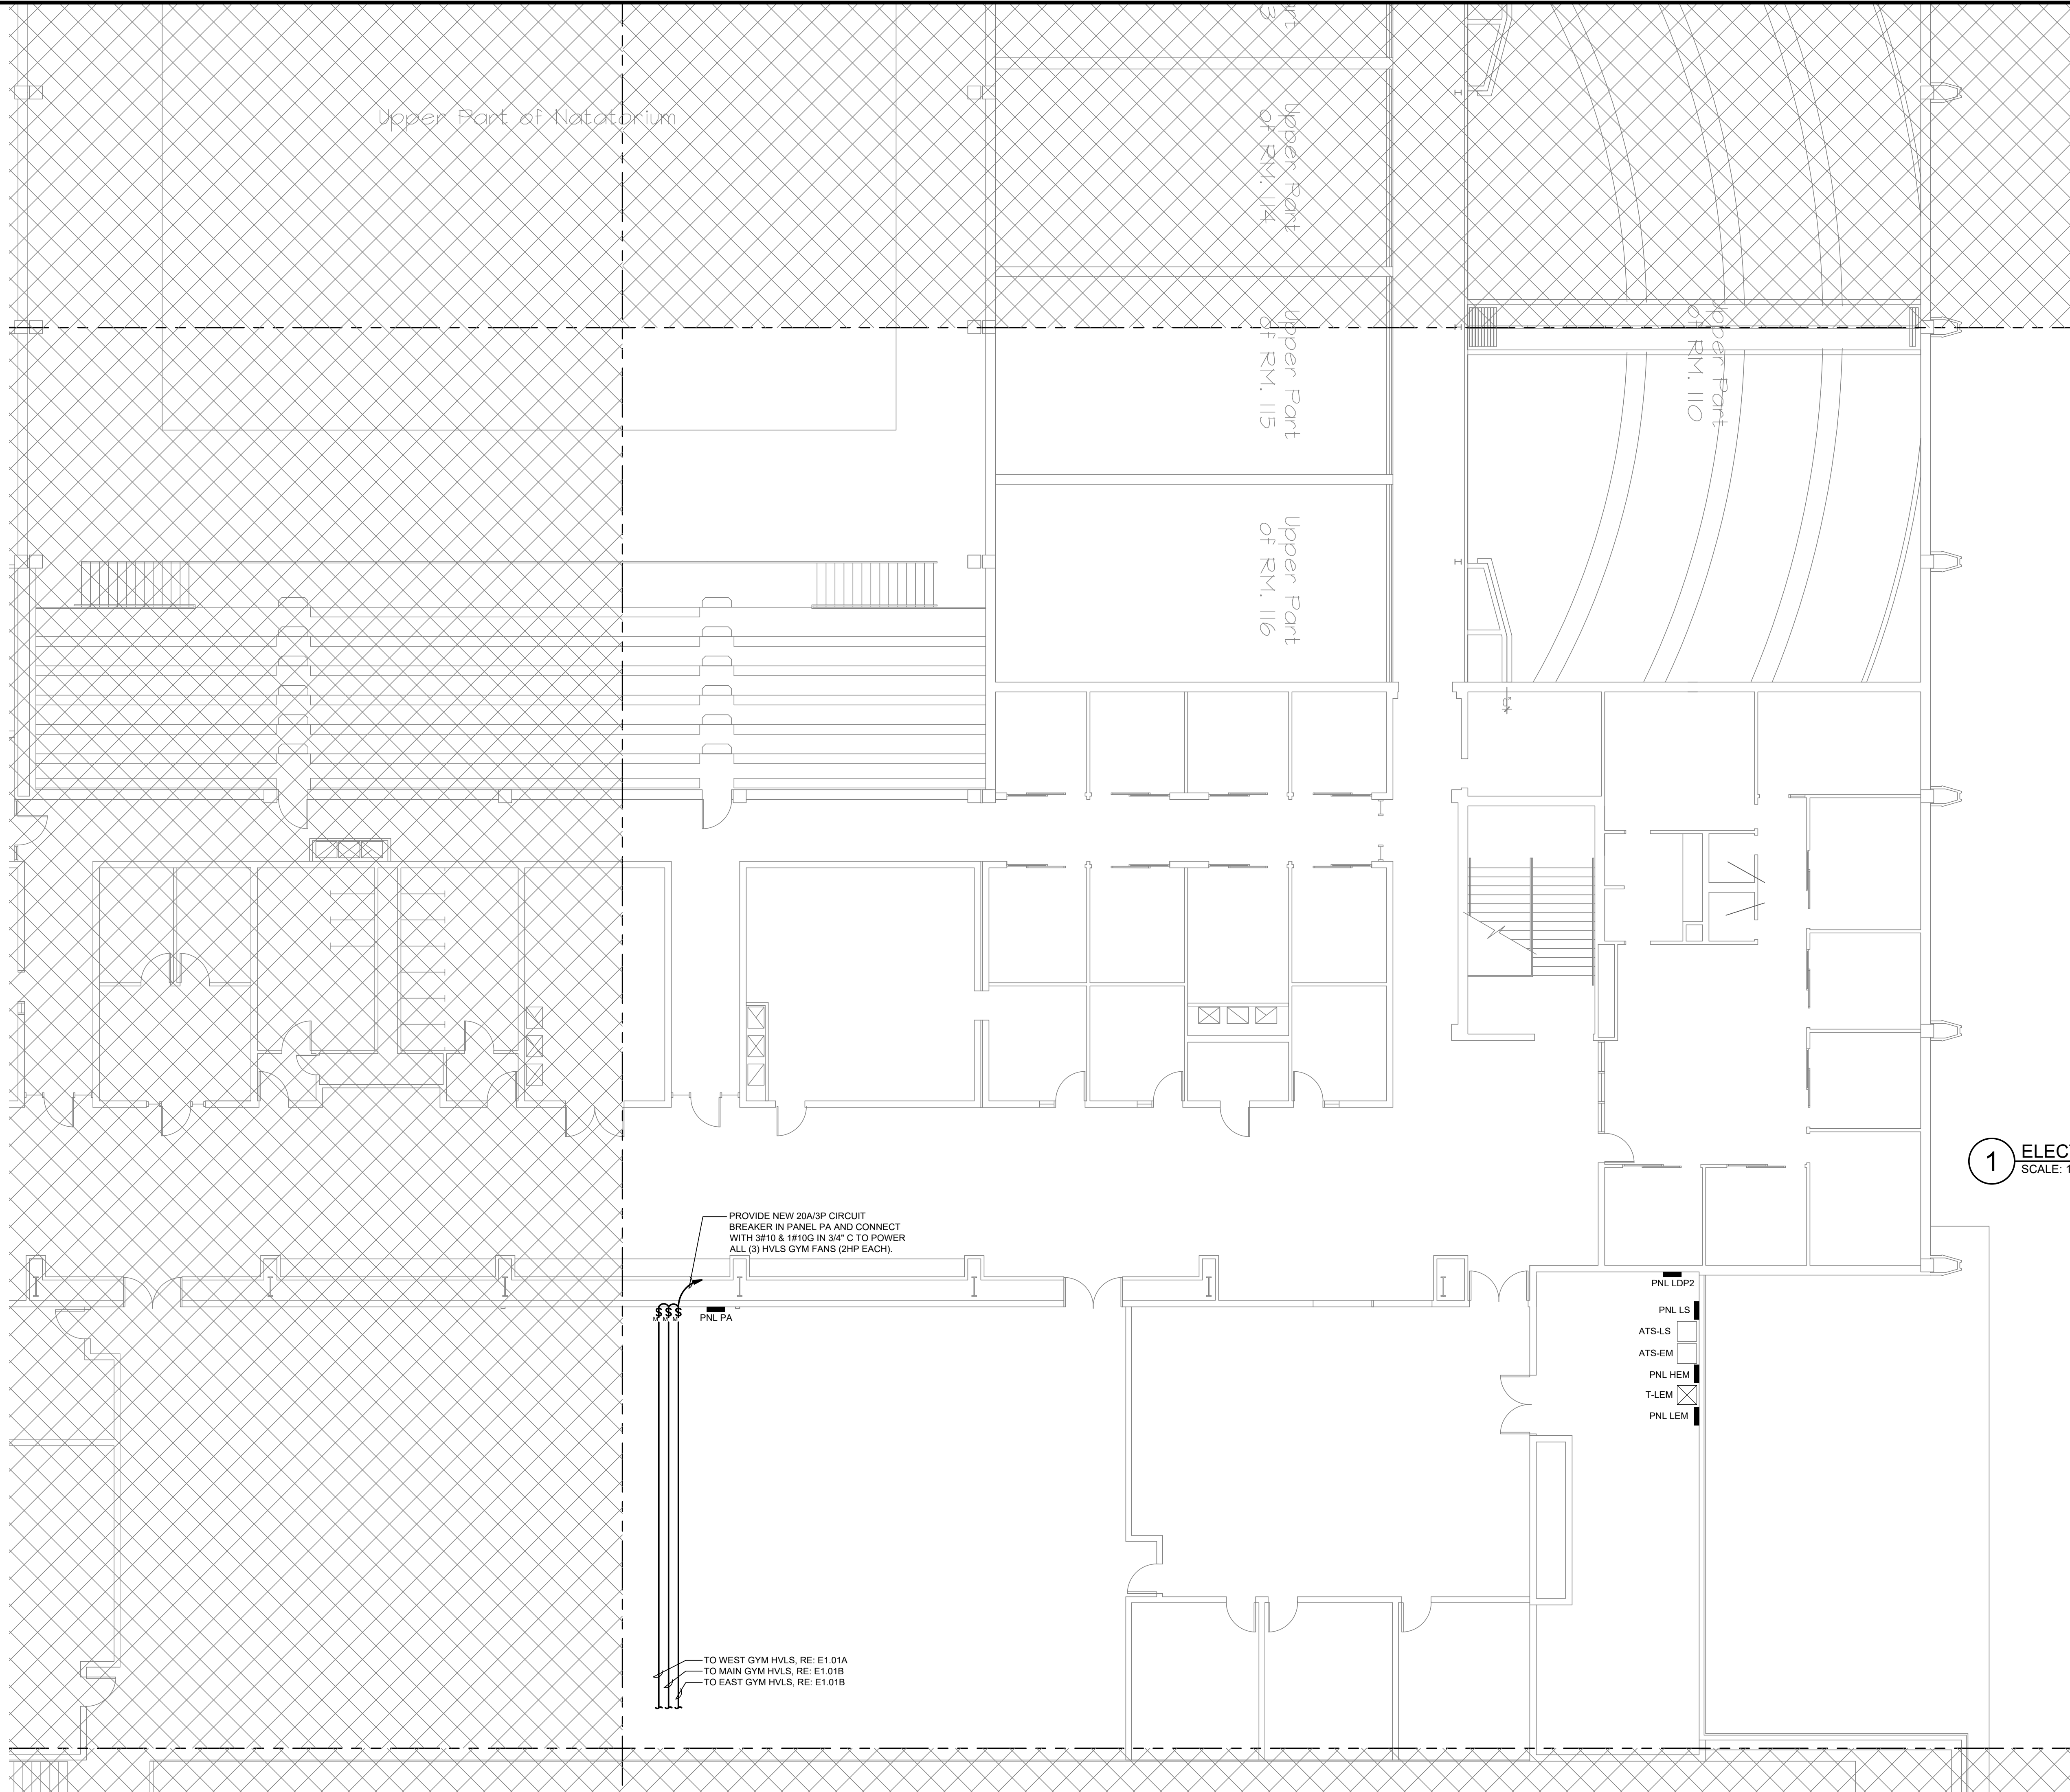 Upper Part of Natatorium
Upper Part
of RM. 114
Upper Part
of RM. 115
Upper Part
of RM. 110
Upper Part
of RM. 116
1
PROVIDE NEW 20A/3P CIRCUIT
BREAKER IN PANEL PA AND CONNECT
WITH 3#10 & 1#10G IN 3/4" C TO POWER
ALL (3) HVLS GYM FANS (2HP EACH).
$ $ $
M M M
PNL PA
PNL LDP2
PNL LS
ATS-LS
ATS-EM
PNL HEM
T-LEM
PNL LEM
TO WEST GYM HVLS, RE: E1.01A
TO MAIN GYM HVLS, RE: E1.01B
TO EAST GYM HVLS, RE: E1.01B
SCALE: 1